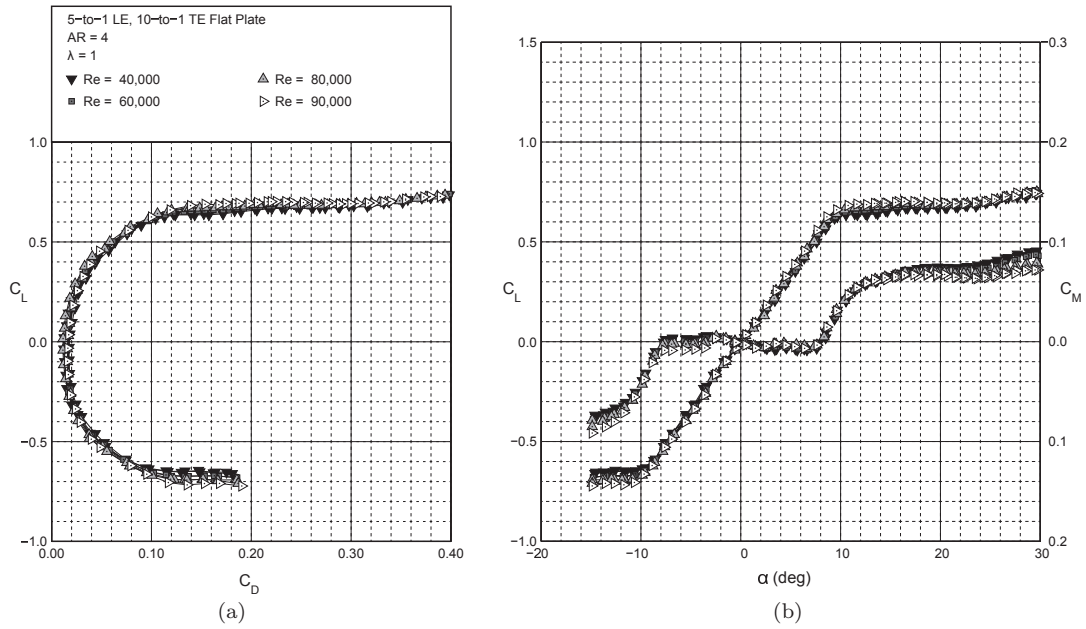 5-to-1 LE, 10-to-1 TE Flat Plate
AR = 4
λ = 1
Re = 40,000
Re = 80,000
Re = 60,000
Re = 90,000
1.0
0.5
0.0
−0.5
−1.0
C_L
0.00
0.10
0.20
0.30
0.40
C_D
(a)
1.5
1.0
0.5
0.0
−0.5
−1.0
C_L
0.3
0.2
0.1
0.0
0.1
0.2
C_M
−20
−10
0
10
20
30
α (deg)
(b)